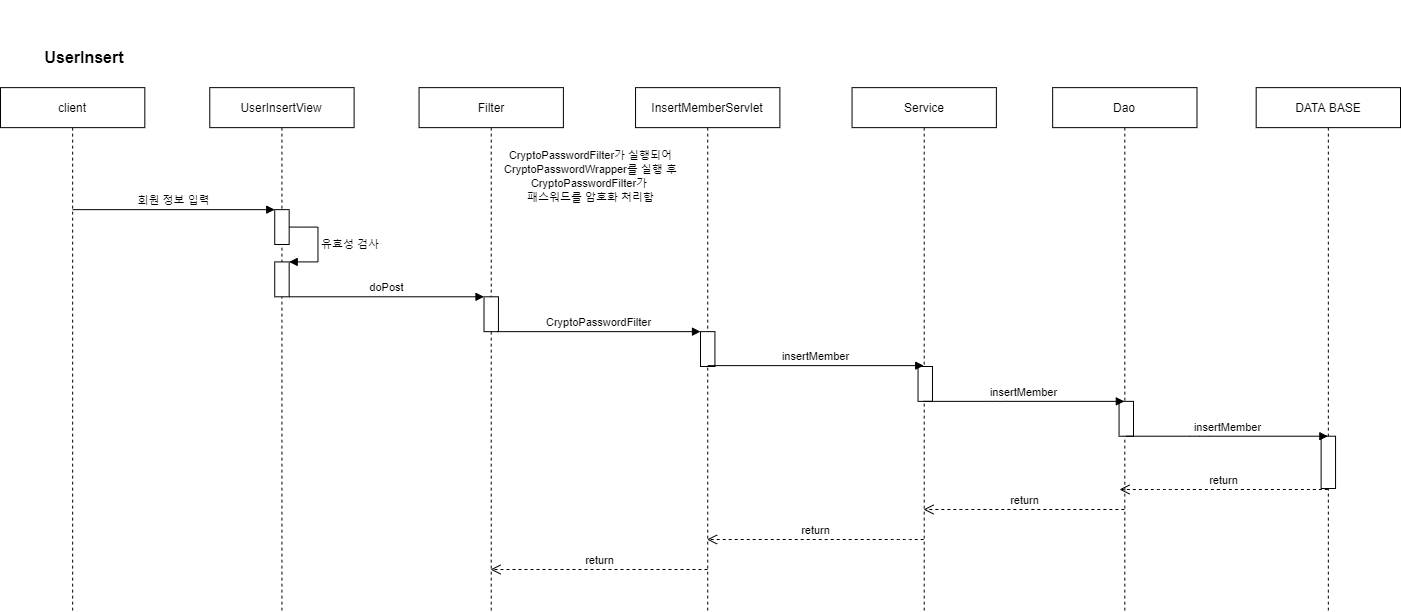 UserInsert
client
UserInsertView
Filter
InsertMemberServlet
Service
Dao
DATA BASE
CryptoPasswordFilter가 실행되어
CryptoPasswordWrapper를 실행 후
CryptoPasswordFilter가
패스워드를 암호화 처리함
회원 정보 입력
유효성 검사
doPost
CryptoPasswordFilter
insertMember
insertMember
insertMember
return
return
return
return